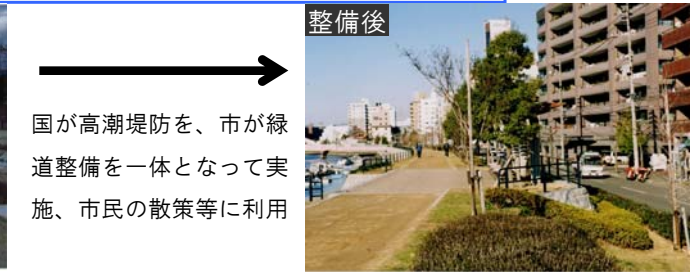 整備後
国が高潮堤防を、市が緑
道整備を一体となって実
施、市民の散策等に利用